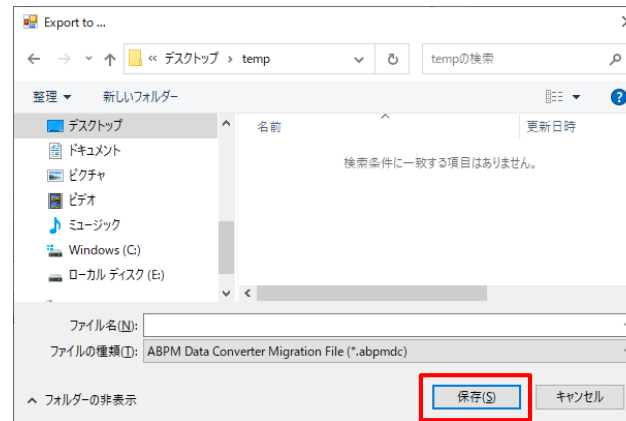 Export to ...
« デスクトップ › temp
tempの検索
整理 ▼ 新しいフォルダー
デスクトップ
名前
更新日時
検索条件に一致する項目はありません。
ドキュメント
ピクチャ
ビデオ
ミュージック
Windows (C:)
ローカル ディスク (E:)
ファイル名(N):
ファイルの種類(T): ABPM Data Converter Migration File (*.abpmdc)
フォルダーの非表示
保存(S)
キャンセル